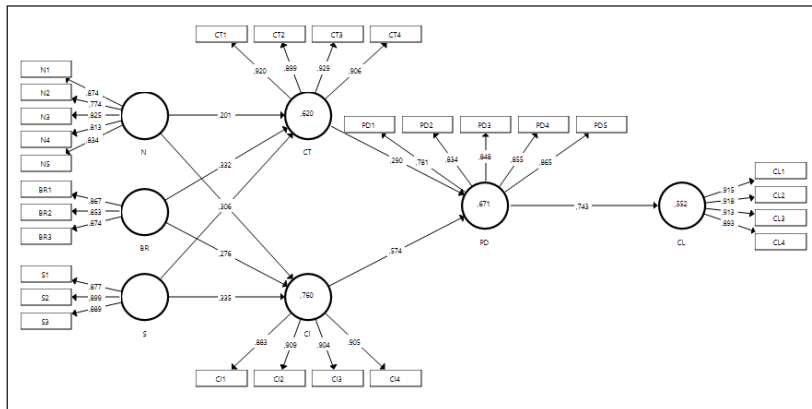 CT1 CT2 CT3 CT4
.920 .899 .929 .906
N1
N2
N3
N4
N5
.874
.774
.825
.813
.834
N
.201
.620
CT
.332
.306
.276
.335
BR1
BR2
BR3
.867
.853
.874
BR
S1
S2
S3
.877
.899
.889
S
.760
CI
.883 .909 .904 .905
CI1 CI2 CI3 CI4
PD1 PD2 PD3 PD4 PD5
.781 .834 .848 .855 .865
.290
.574
.671
PD
.743
.552
CL
.915
.918
.913
.893
CL1
CL2
CL3
CL4